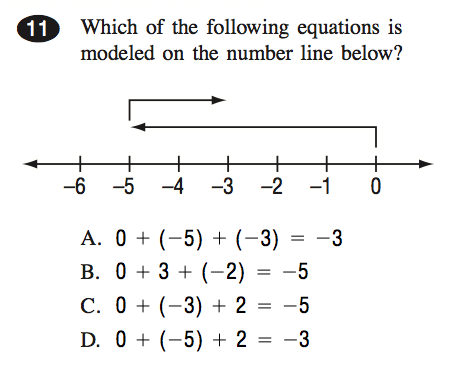 11 Which of the following equations is
modeled on the number line below?
−6 −5 −4 −3 −2 −1 0
A. 0 + (−5) + (−3) = −3
B. 0 + 3 + (−2) = −5
C. 0 + (−3) + 2 = −5
D. 0 + (−5) + 2 = −3